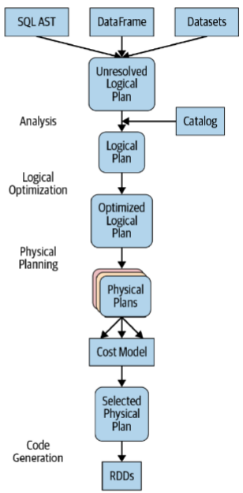 SQL AST
DataFrame
Datasets
Unresolved
Logical
Plan
Analysis
Catalog
Logical
Plan
Logical
Optimization
Optimized
Logical
Plan
Physical
Planning
Physical
Plans
Cost Model
Selected
Physical
Plan
Code
Generation
RDDs